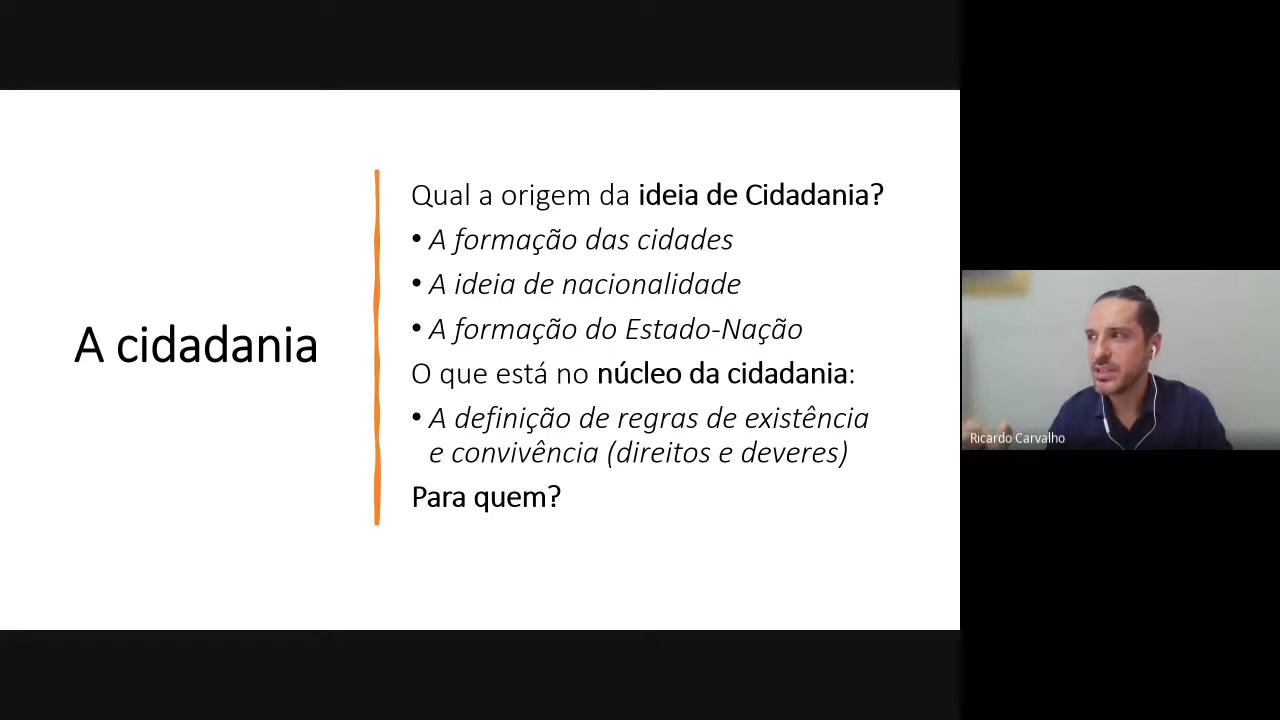 A cidadania
Qual a origem da ideia de Cidadania?
• A formação das cidades
• A ideia de nacionalidade
• A formação do Estado-Nação
O que está no núcleo da cidadania:
• A definição de regras de existência
e convivência (direitos e deveres)
Para quem?
Ricardo Carvalho